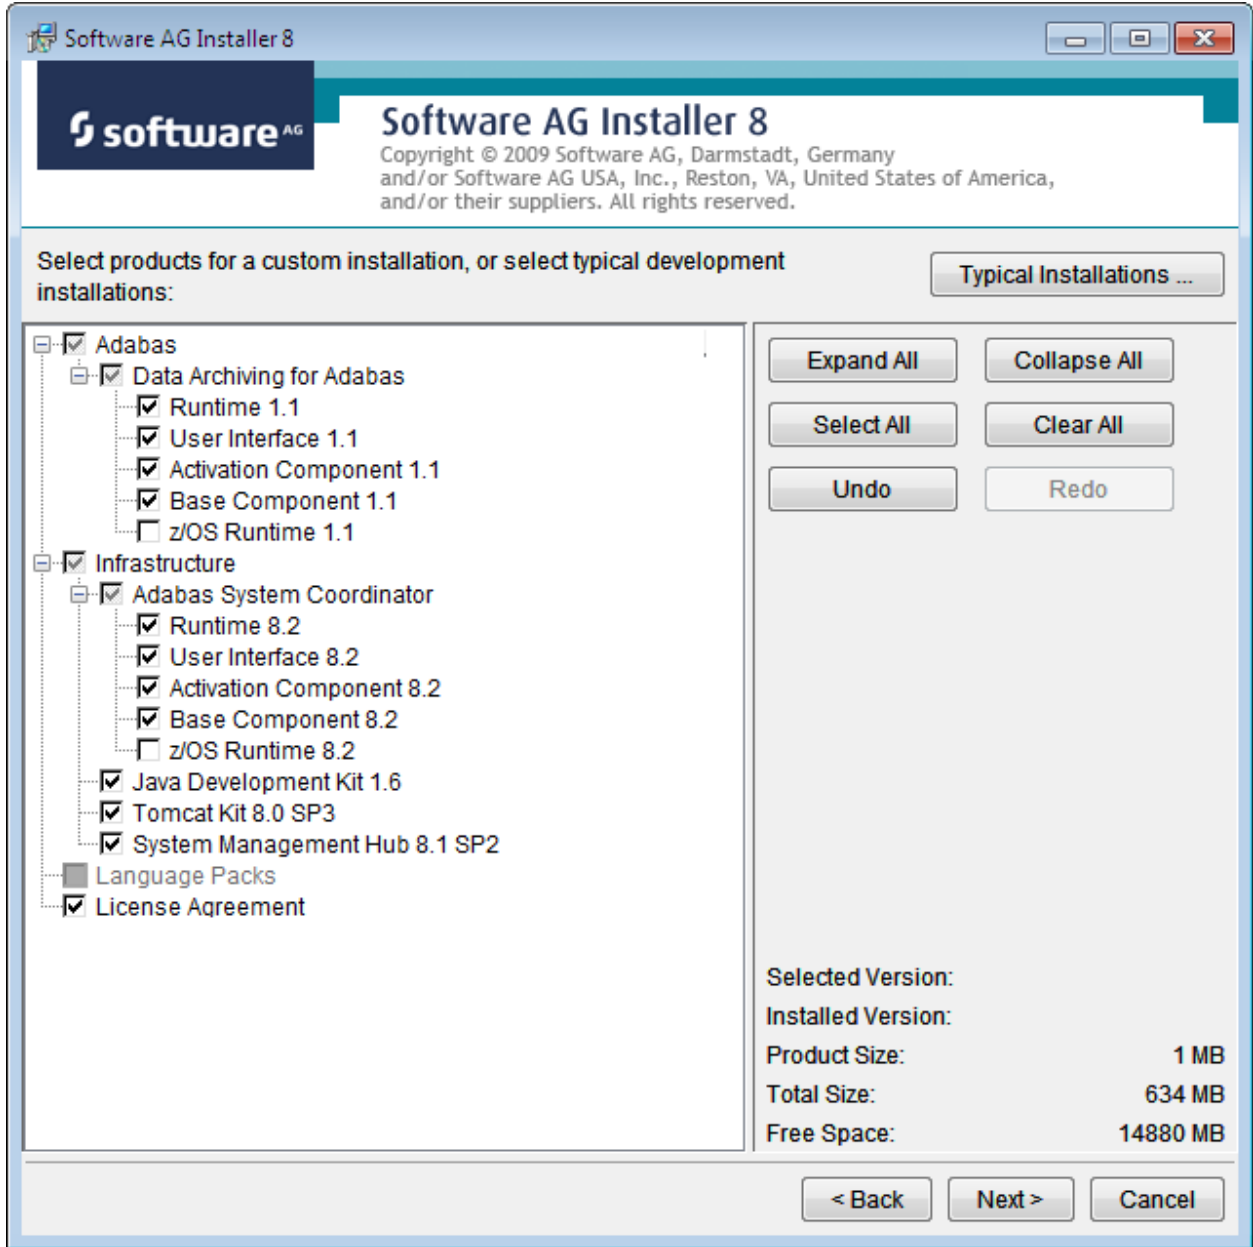 Software AG Installer 8
software AG
Software AG Installer 8
Copyright © 2009 Software AG, Darmstadt, Germany
and/or Software AG USA, Inc., Reston, VA, United States of America,
and/or their suppliers. All rights reserved.
Select products for a custom installation, or select typical development
installations:
Typical Installations ...
Adabas
Data Archiving for Adabas
Runtime 1.1
User Interface 1.1
Activation Component 1.1
Base Component 1.1
z/OS Runtime 1.1
Infrastructure
Adabas System Coordinator
Runtime 8.2
User Interface 8.2
Activation Component 8.2
Base Component 8.2
z/OS Runtime 8.2
Java Development Kit 1.6
Tomcat Kit 8.0 SP3
System Management Hub 8.1 SP2
Language Packs
License Agreement
Expand All
Collapse All
Select All
Clear All
Undo
Redo
Selected Version:
Installed Version:
Product Size: 1 MB
Total Size: 634 MB
Free Space: 14880 MB
< Back
Next >
Cancel